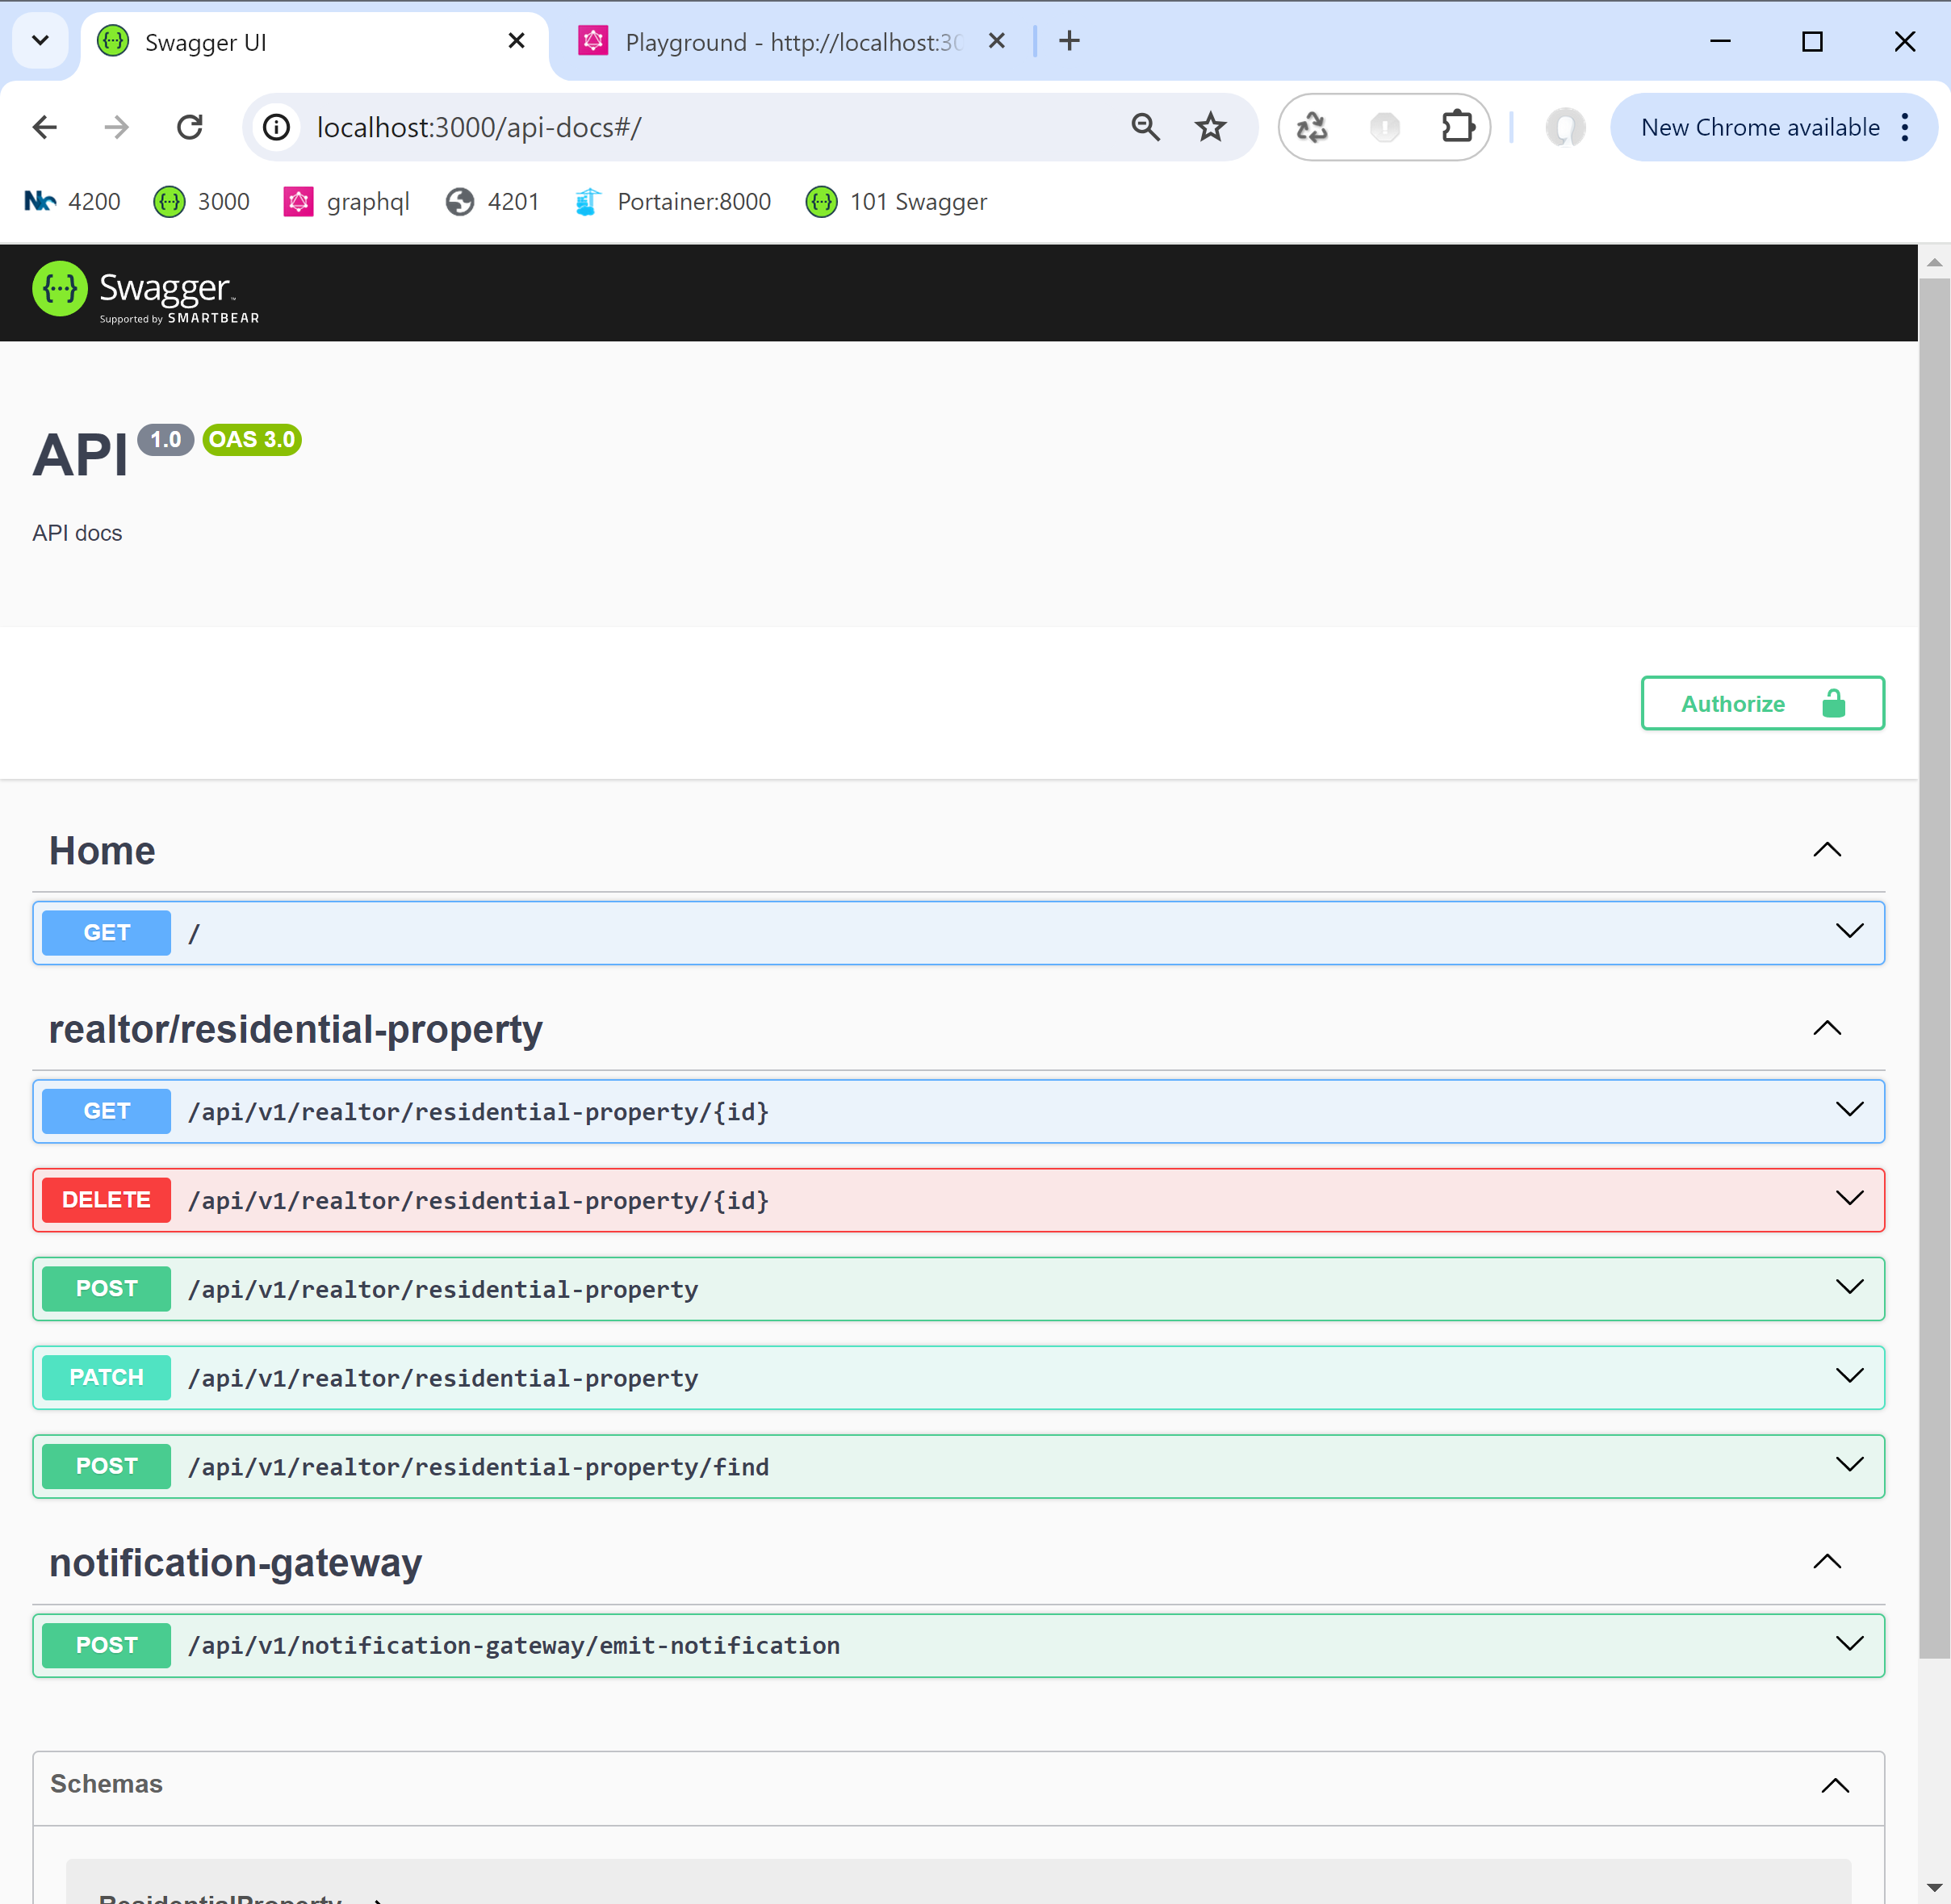 Swagger UI
Playground - http://localhost:30
localhost:3000/api-docs#/
New Chrome available
4200
3000
graphql
4201
Portainer:8000
101 Swagger
Swagger
Supported by SMARTBEAR
API 1.0 OAS 3.0
API docs
Authorize
Home
GET /
realtor/residential-property
GET /api/v1/realtor/residential-property/{id}
DELETE /api/v1/realtor/residential-property/{id}
POST /api/v1/realtor/residential-property
PATCH /api/v1/realtor/residential-property
POST /api/v1/realtor/residential-property/find
notification-gateway
POST /api/v1/notification-gateway/emit-notification
Schemas
ResidentialProperty